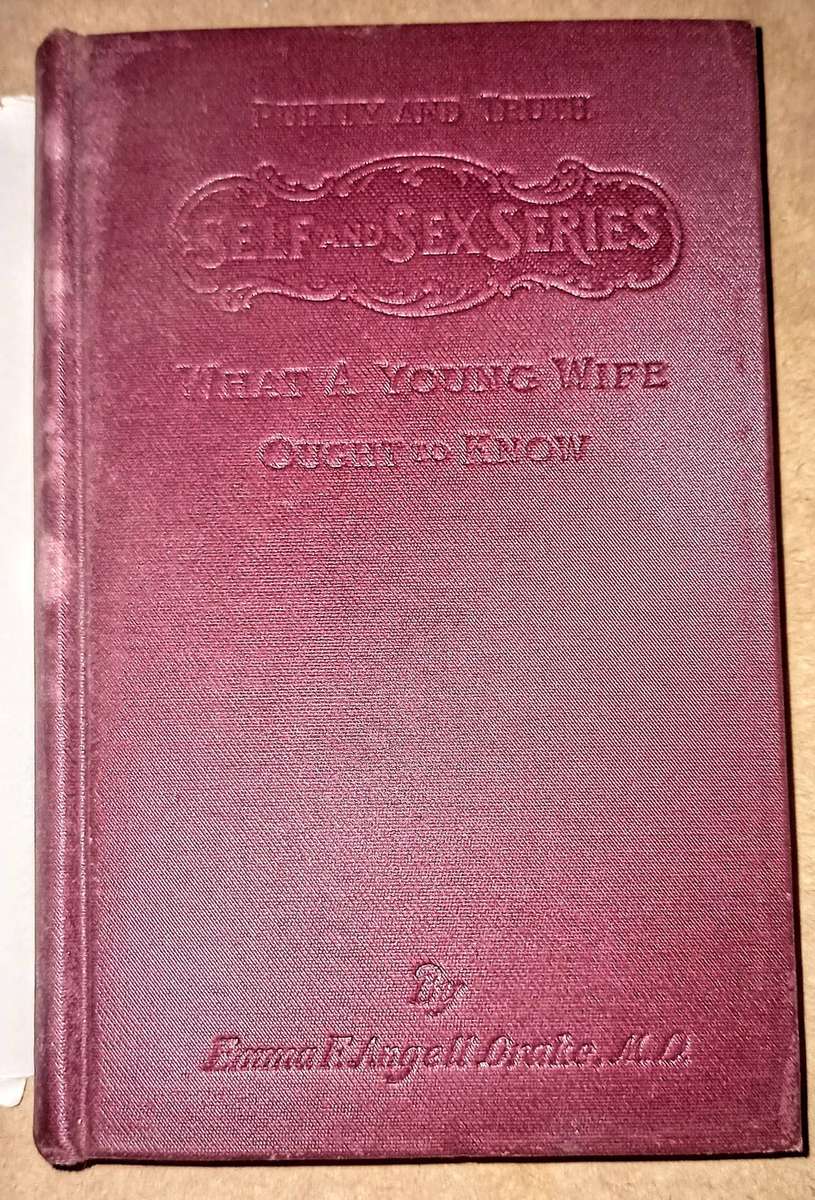 PURITY AND TRUTH
SELF AND SEX SERIES
WHAT A YOUNG WIFE
OUGHT TO KNOW
By
Emma F. Angell Drake, M.D.